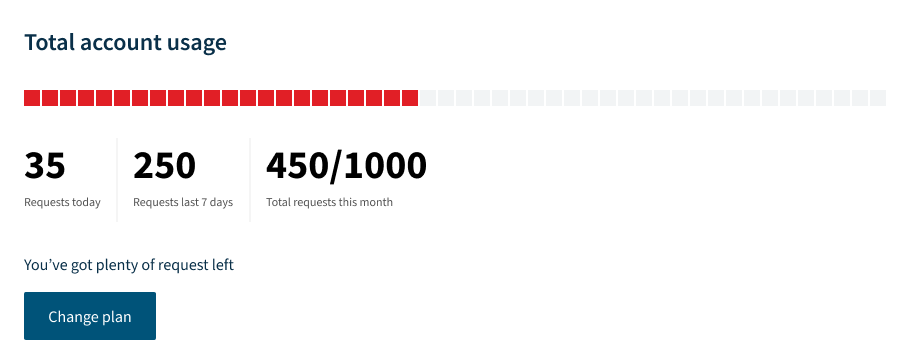 Total account usage
35
250
450/1000
Requests today
Requests last 7 days
Total requests this month
You’ve got plenty of request left
Change plan